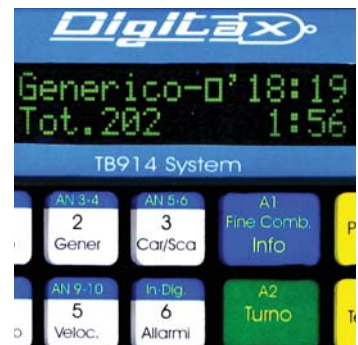 Digitax
Generico-□'18:19
Tot.202 1:56
TB914 System
AN 3-4 AN 5-6 A1
2 3 Fine Comb.
Gener Car/Sca Info
AN 9-10 In-Dig. A2
5 6 Turno
Veloc. Allarmi